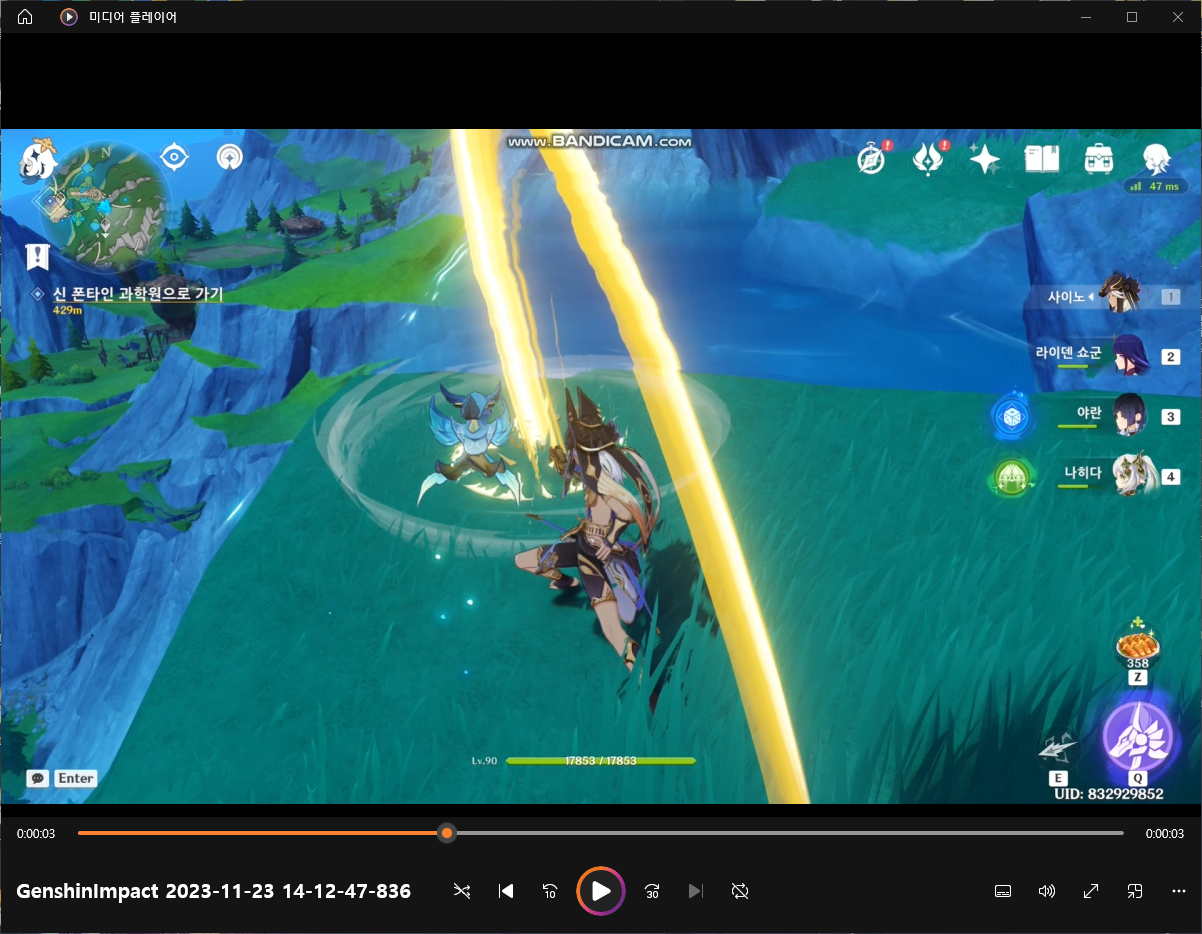 미디어 플레이어
www.BANDICAM.com
N
47 ms
신 폰타인 과학원으로 가기
429m
사이노
1
라이덴 쇼군
2
야란
3
나히다
4
358
Z
Lv.90
17853 / 17853
Enter
E
Q
UID: 832929852
0:00:03
0:00:03
GenshinImpact 2023-11-23 14-12-47-836
10
30